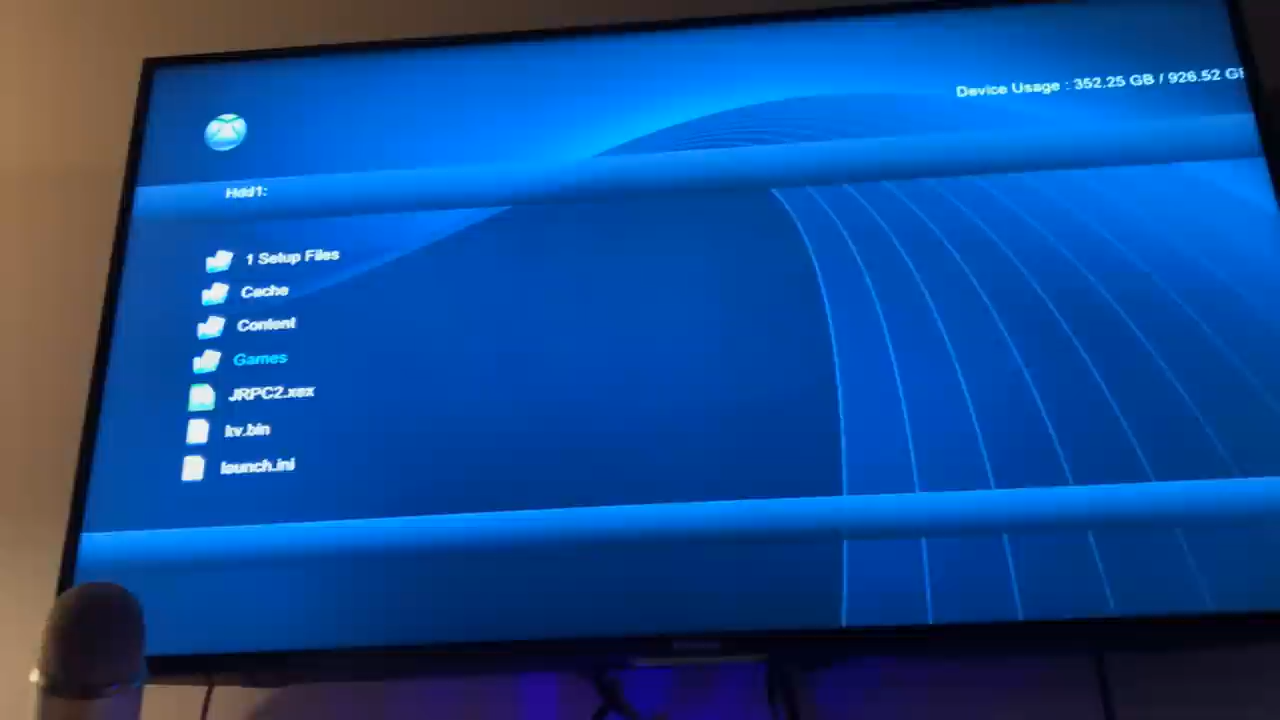 Device Usage : 352.25 GB / 926.52 GB
Hdd1:
1 Setup Files
Cache
Content
Games
JRPC2.xex
kv.bin
launch.ini